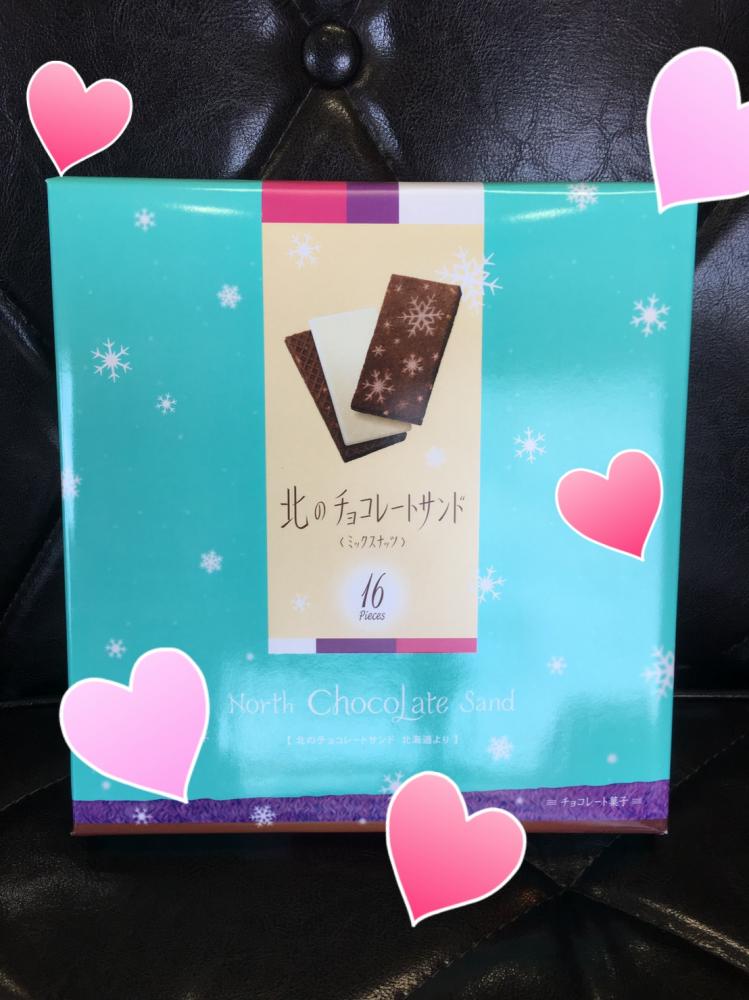 北のチョコレートサンド
〈ミックスナッツ〉
16
Pieces
North ChocoLate Sand
【 北のチョコレートサンド 北海道より 】
チョコレート菓子